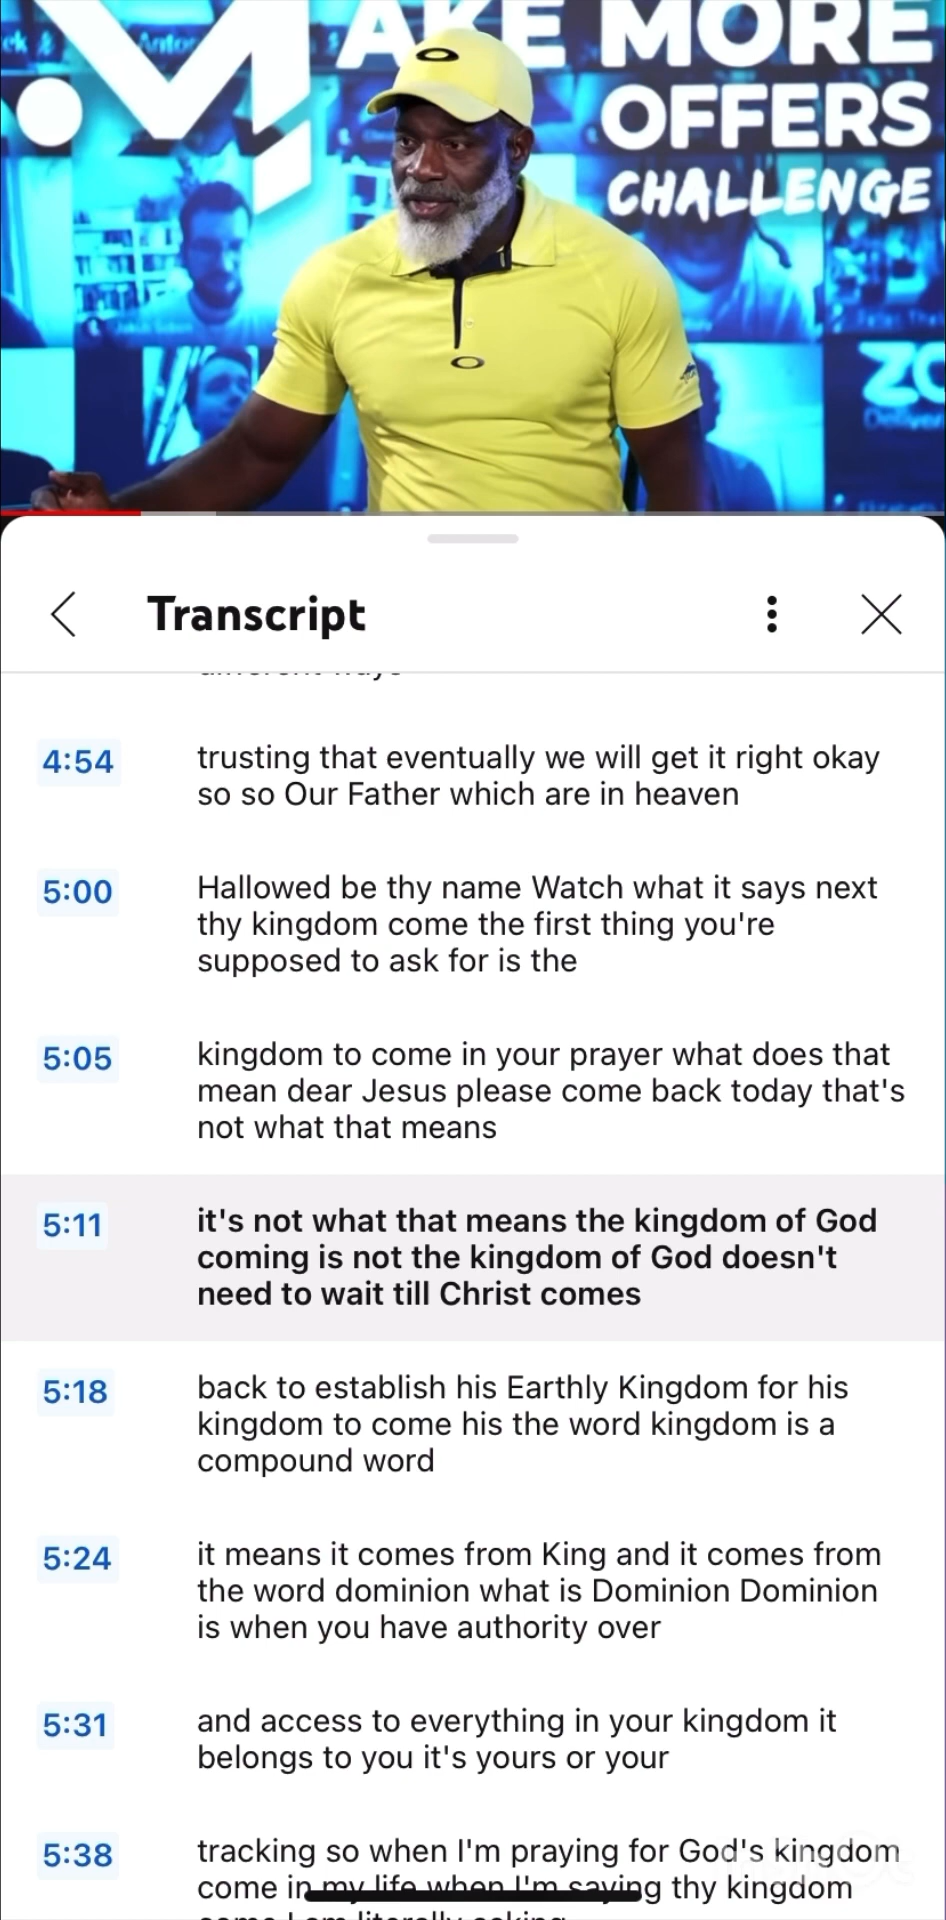 AKE MORE
OFFERS
CHALLENGE
ZO
Transcript
different ways
4:54
trusting that eventually we will get it right okay
so so Our Father which are in heaven
5:00
Hallowed be thy name Watch what it says next
thy kingdom come the first thing you're
supposed to ask for is the
5:05
kingdom to come in your prayer what does that
mean dear Jesus please come back today that's
not what that means
5:11
it's not what that means the kingdom of God
coming is not the kingdom of God doesn't
need to wait till Christ comes
5:18
back to establish his Earthly Kingdom for his
kingdom to come his the word kingdom is a
compound word
5:24
it means it comes from King and it comes from
the word dominion what is Dominion Dominion
is when you have authority over
5:31
and access to everything in your kingdom it
belongs to you it's yours or your
5:38
tracking so when I'm praying for God's kingdom
come in my life when I'm saying thy kingdom
come I am literally asking